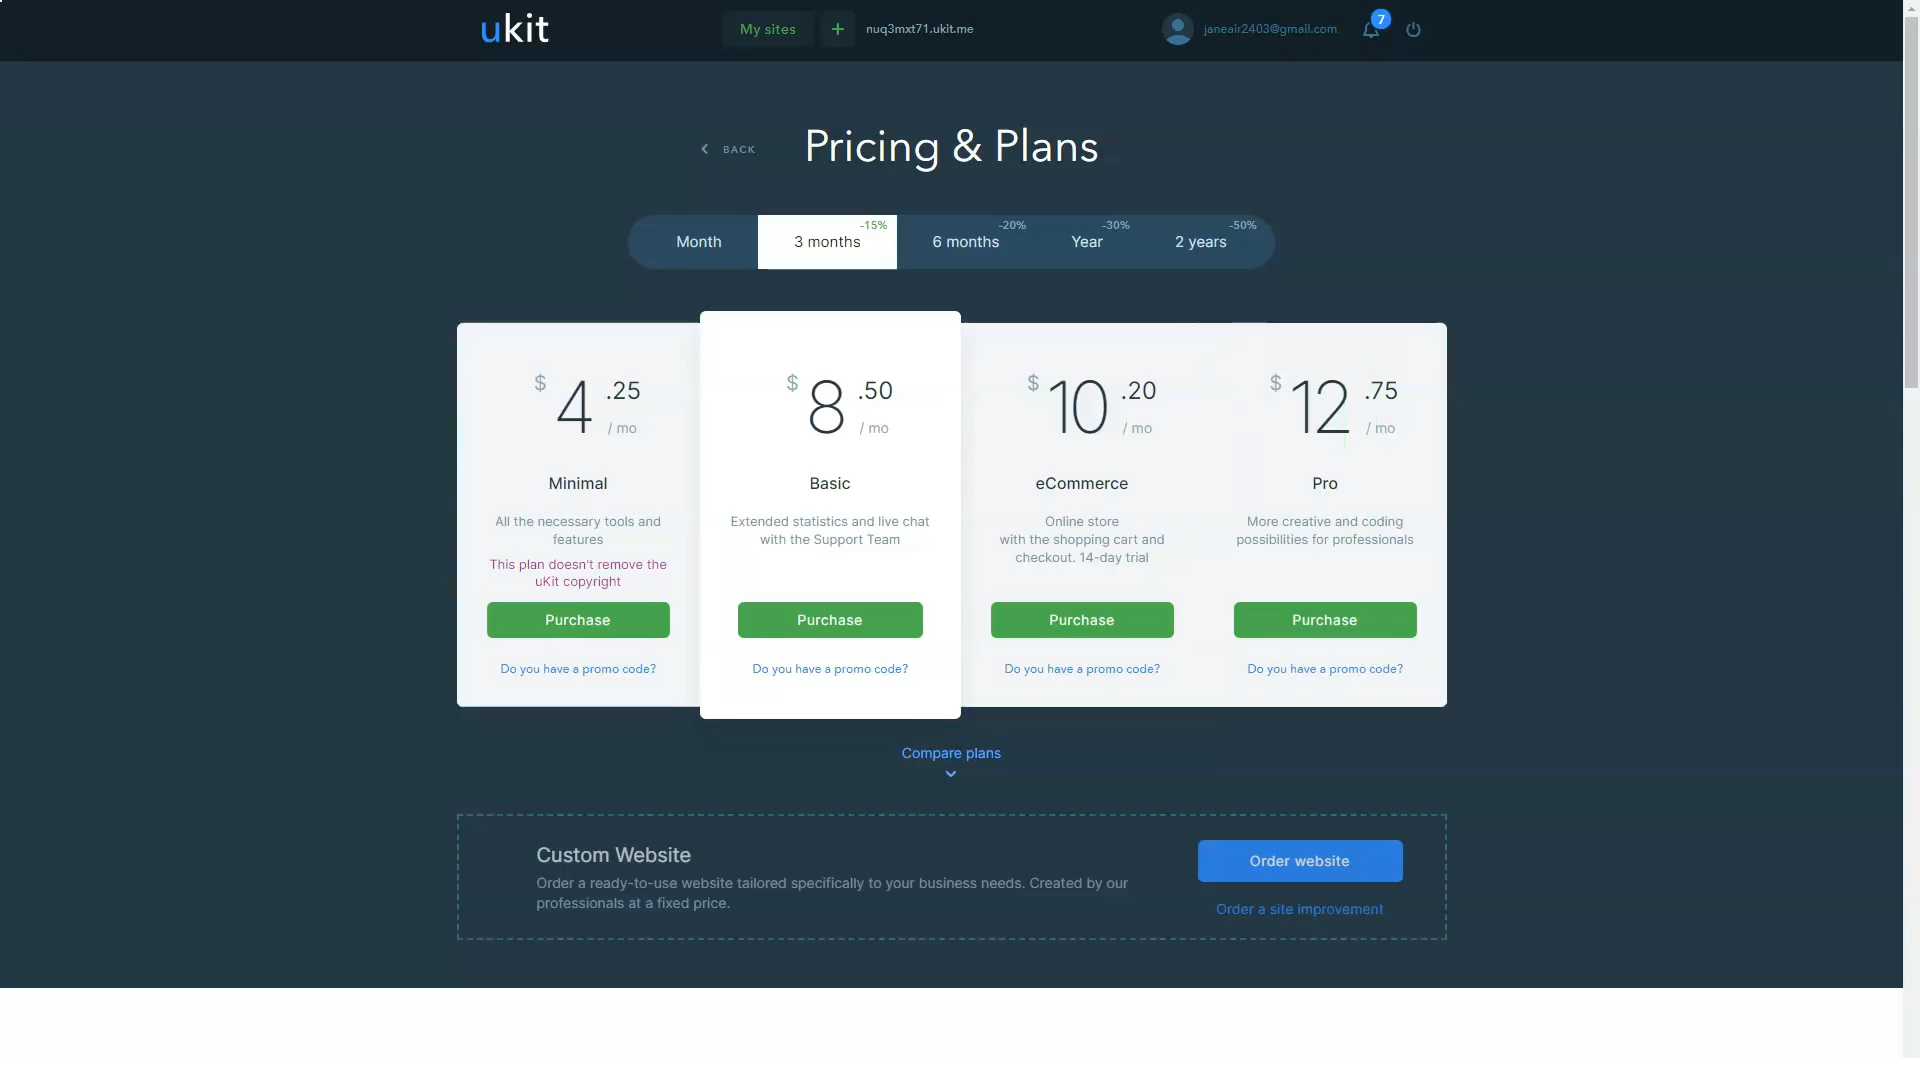 ukit
My sites
+
nuq3mxt71.ukit.me
janeair2403@gmail.com
7
BACK
Pricing & Plans
Month
3 months
-15%
6 months
-20%
Year
-30%
2 years
-50%
$ 4 .25 / mo
Minimal
All the necessary tools and
features
This plan doesn't remove the
uKit copyright
Purchase
Do you have a promo code?
$ 8 .50 / mo
Basic
Extended statistics and live chat
with the Support Team
Purchase
Do you have a promo code?
$ 10 .20 / mo
eCommerce
Online store
with the shopping cart and
checkout. 14-day trial
Purchase
Do you have a promo code?
$ 12 .75 / mo
Pro
More creative and coding
possibilities for professionals
Purchase
Do you have a promo code?
Compare plans
Custom Website
Order a ready-to-use website tailored specifically to your business needs. Created by our
professionals at a fixed price.
Order website
Order a site improvement